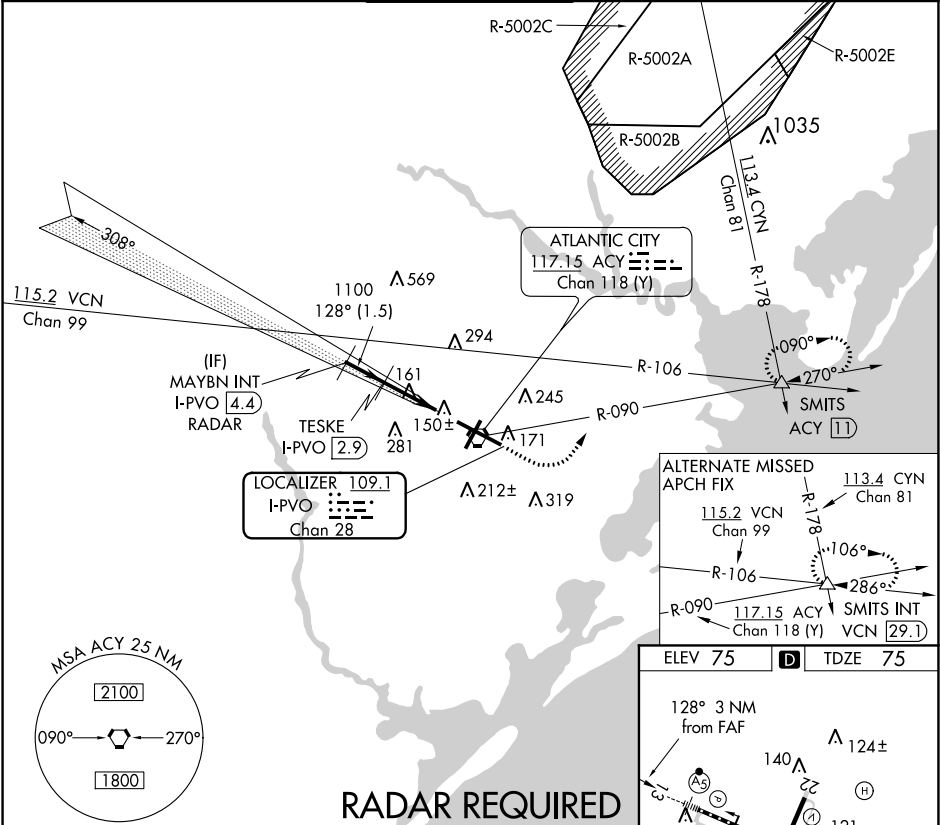 R-5002C
R-5002A
R-5002E
R-5002B
1035
113.4 CYN
Chan 81
R-178
308°
115.2 VCN
Chan 99
1100
128° (1.5)
569
ATLANTIC CITY
117.15 ACY
Chan 118 (Y)
294
R-106
090°
270°
SMITS
ACY 11
(IF)
MAYBN INT
I-PVO 4.4
RADAR
161
TESKE
I-PVO 2.9
150±
281
245
R-090
171
LOCALIZER 109.1
I-PVO
Chan 28
212±
319
ALTERNATE MISSED
APCH FIX
113.4 CYN
Chan 81
R-178
115.2 VCN
Chan 99
106°
R-106
286°
R-090
117.15 ACY
Chan 118 (Y)
SMITS INT
VCN 29.1
MSA ACY 25 NM
2100
090°
270°
1800
RADAR REQUIRED
ELEV 75
D
TDZE 75
128° 3 NM
from FAF
124±
140
22
A5
P
H
13
V